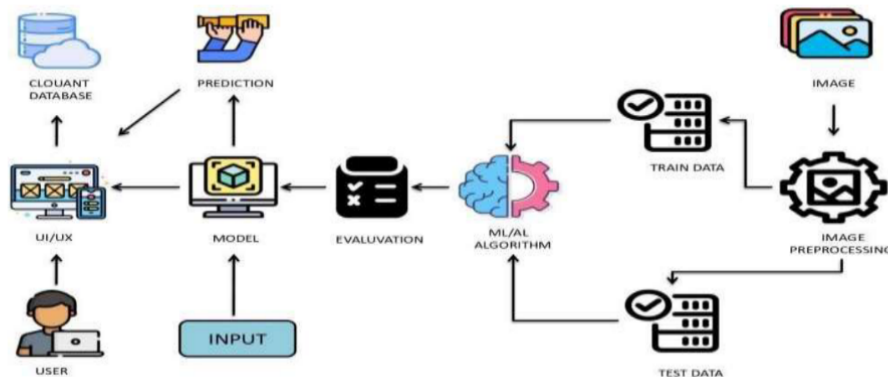 CLOUANT
DATABASE
PREDICTION
IMAGE
TRAIN DATA
UI/UX
MODEL
EVALUVATION
ML/AL
ALGORITHM
IMAGE
PREPROCESSING
INPUT
USER
TEST DATA